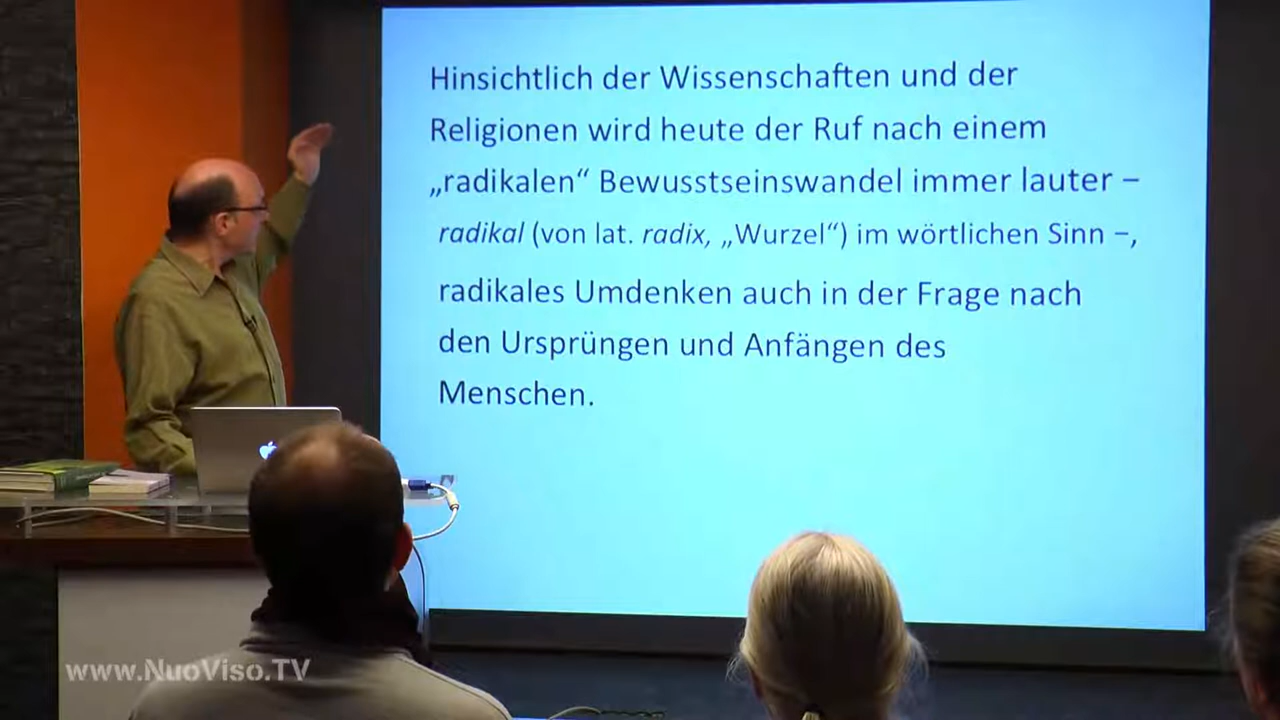 Hinsichtlich der Wissenschaften und der
Religionen wird heute der Ruf nach einem
„radikalen“ Bewusstseinswandel immer lauter –
radikal (von lat. radix, „Wurzel“) im wörtlichen Sinn –,
radikales Umdenken auch in der Frage nach
den Ursprüngen und Anfängen des
Menschen.
www.NuoViso.TV